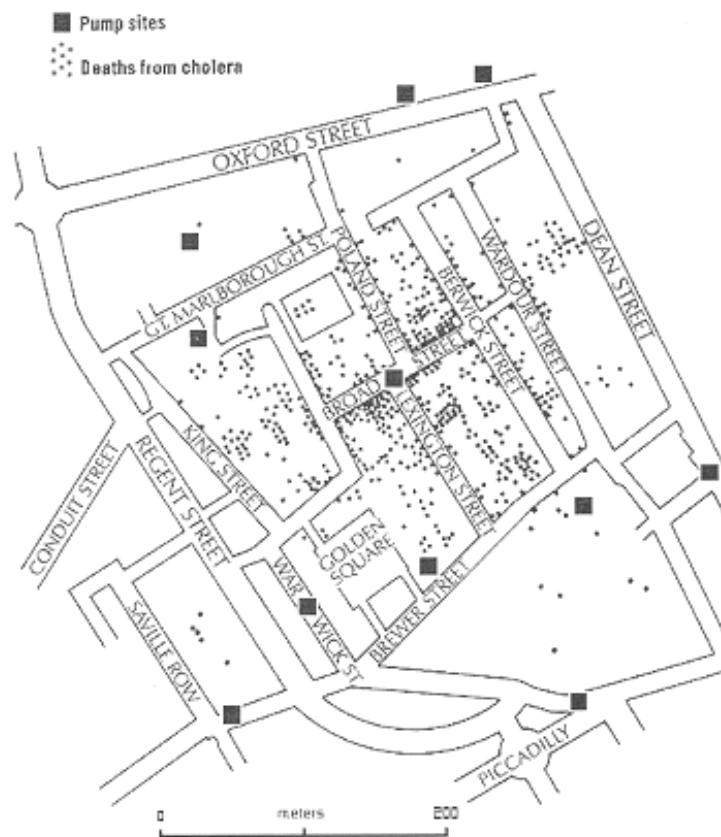 Pump sites
Deaths from cholera
OXFORD STREET
GT. MARLBOROUGH ST.
POLAND STREET
BERWICK STREET
WARDOUR STREET
DEAN STREET
BROAD STREET
LEXINGTON STREET
KING STREET
REGENT STREET
CONDUIT STREET
GOLDEN
SQUARE
WARWICK ST.
BREWER STREET
SAVILLE ROW
PICCADILLY
0 meters 200